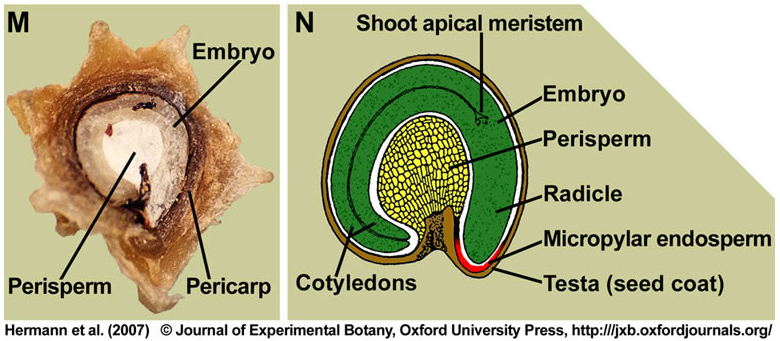 M
Embryo
Perisperm
Pericarp
N
Shoot apical meristem
Embryo
Perisperm
Radicle
Micropylar endosperm
Cotyledons
Testa (seed coat)
Hermann et al. (2007) © Journal of Experimental Botany, Oxford University Press, http:///jxb.oxfordjournals.org/